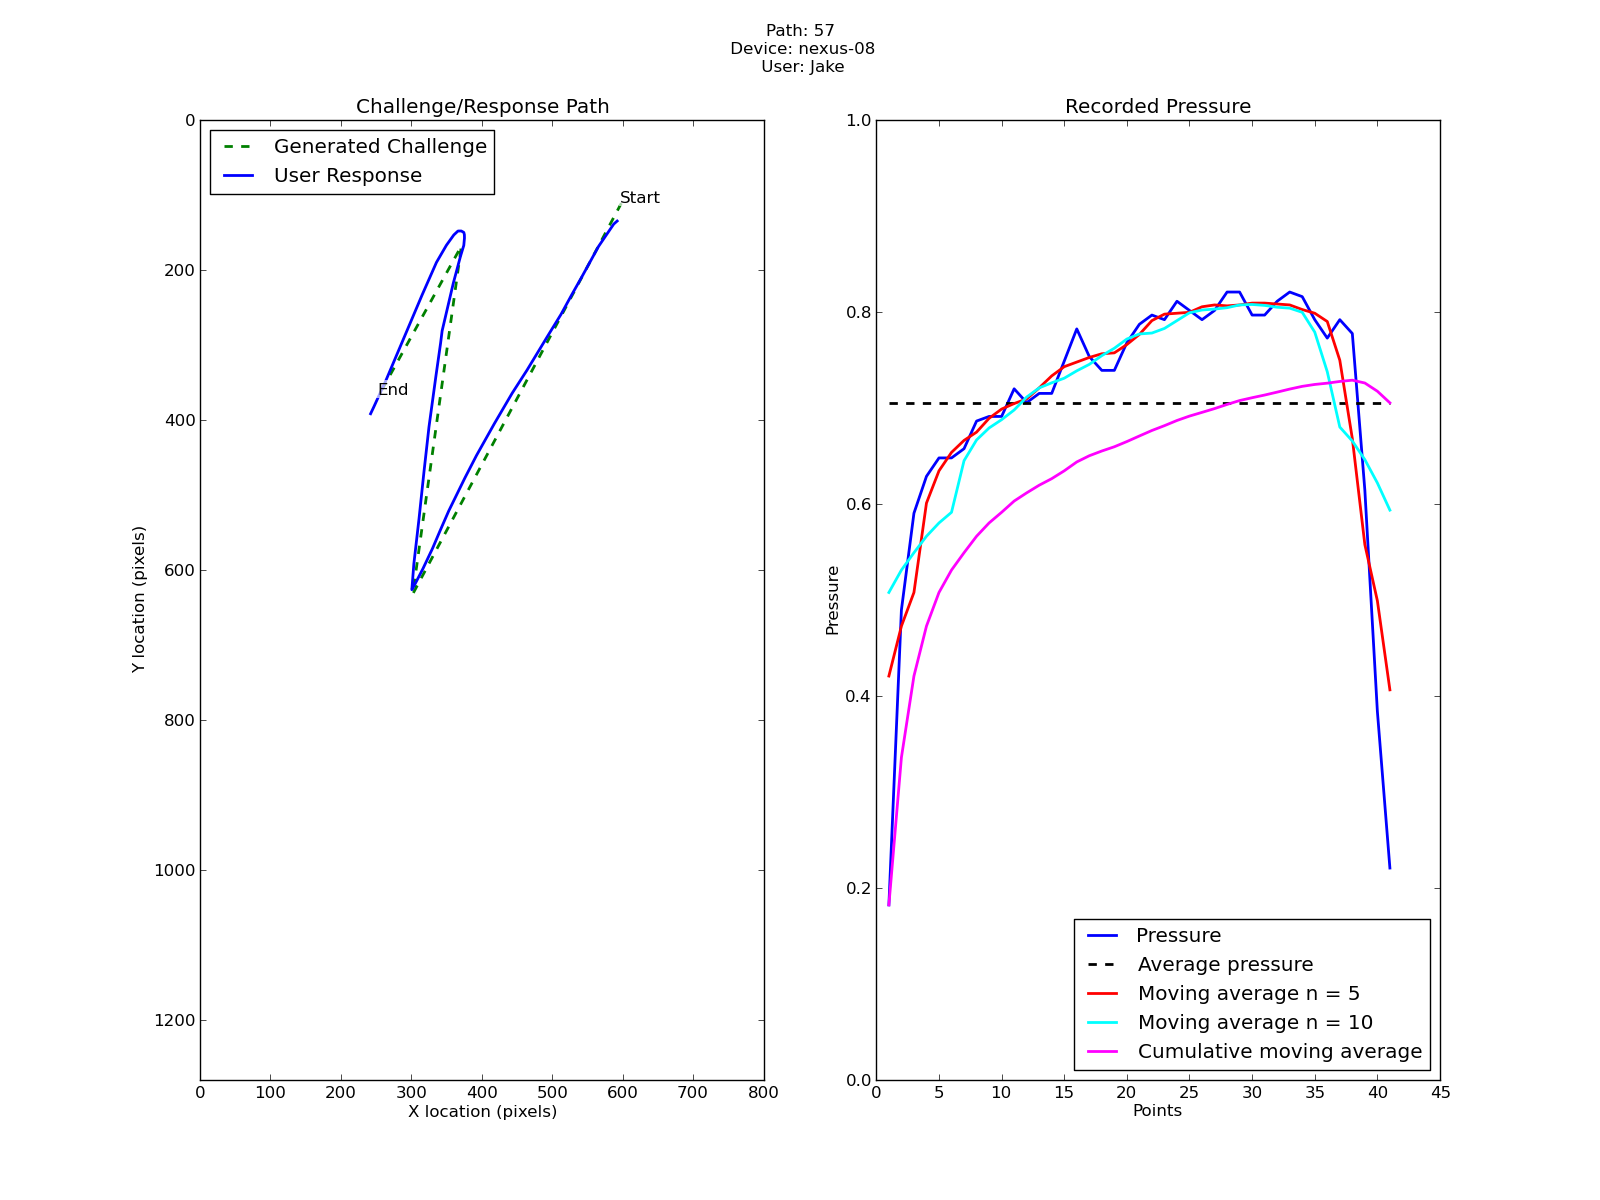 Path: 57
Device: nexus-08
User: Jake
Challenge/Response Path
Generated Challenge
User Response
Start
End
0
200
400
600
800
1000
1200
Y location (pixels)
0 100 200 300 400 500 600 700 800
X location (pixels)
Recorded Pressure
1.0
0.8
0.6
0.4
0.2
0.0
Pressure
Pressure
Average pressure
Moving average n = 5
Moving average n = 10
Cumulative moving average
0 5 10 15 20 25 30 35 40 45
Points